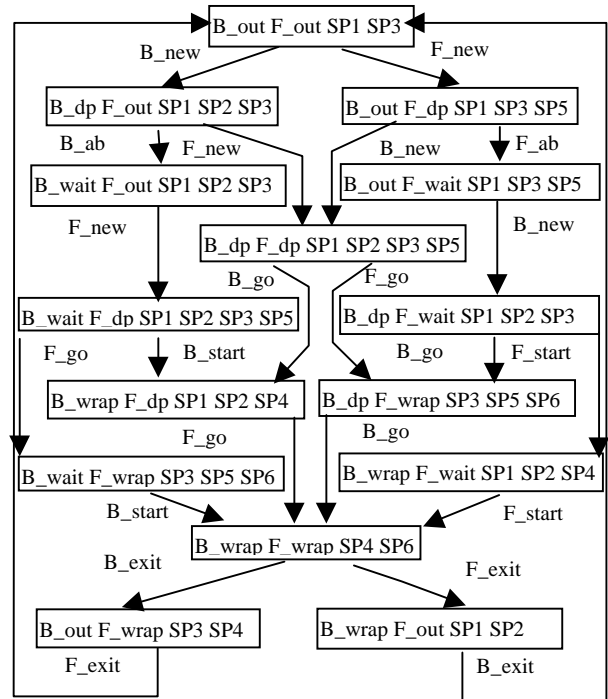 B_out F_out SP1 SP3
B_new
F_new
B_dp F_out SP1 SP2 SP3
B_out F_dp SP1 SP3 SP5
B_ab
F_new
B_new
F_ab
B_wait F_out SP1 SP2 SP3
B_out F_wait SP1 SP3 SP5
F_new
B_new
B_dp F_dp SP1 SP2 SP3 SP5
B_go
F_go
B_wait F_dp SP1 SP2 SP3 SP5
B_dp F_wait SP1 SP2 SP3
F_go
B_start
B_go
F_start
B_wrap F_dp SP1 SP2 SP4
B_dp F_wrap SP3 SP5 SP6
F_go
B_go
B_wait F_wrap SP3 SP5 SP6
B_wrap F_wait SP1 SP2 SP4
B_start
F_start
B_wrap F_wrap SP4 SP6
B_exit
F_exit
B_out F_wrap SP3 SP4
B_wrap F_out SP1 SP2
F_exit
B_exit